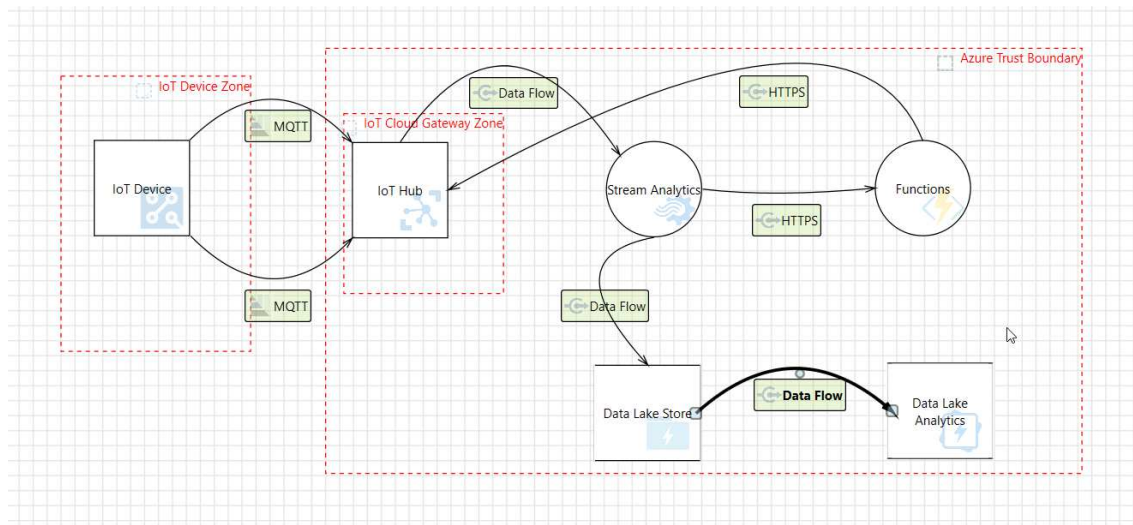 Azure Trust Boundary
IoT Device Zone
Data Flow
HTTPS
MQTT
IoT Cloud Gateway Zone
IoT Device
IoT Hub
Stream Analytics
Functions
HTTPS
MQTT
Data Flow
Data Flow
Data Lake Store
Data Lake
Analytics